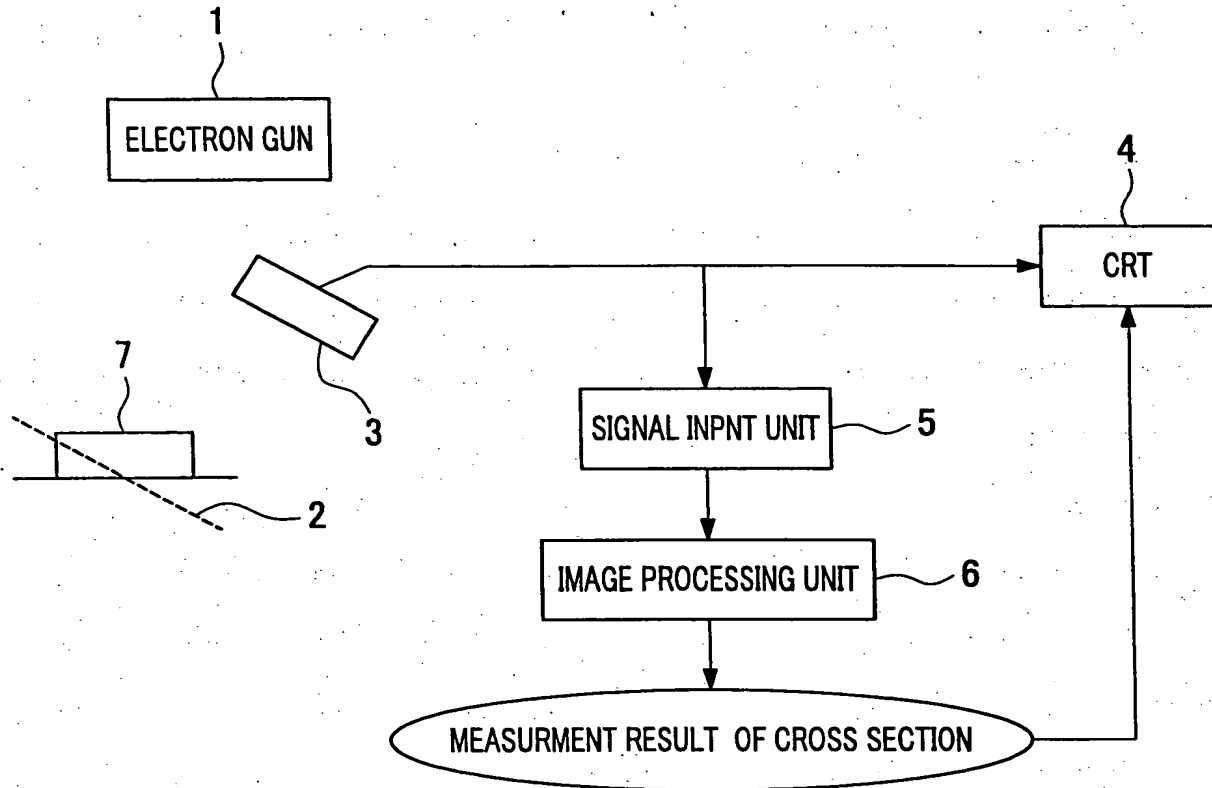 1
ELECTRON GUN
4
CRT
3
7
2
SIGNAL INPNT UNIT
5
IMAGE PROCESSING UNIT
6
MEASURMENT RESULT OF CROSS SECTION